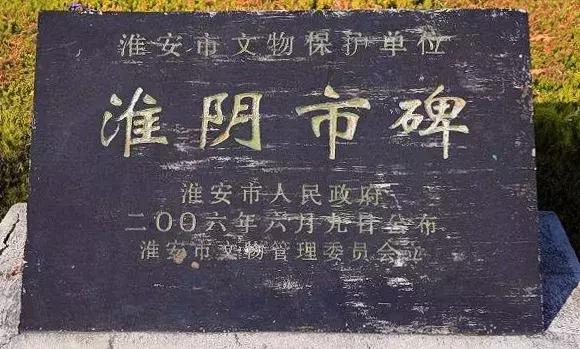 淮安市文物保护单位
淮阴市碑
淮安市人民政府
二〇〇六年六月九日公布
淮安市文物管理委员会立